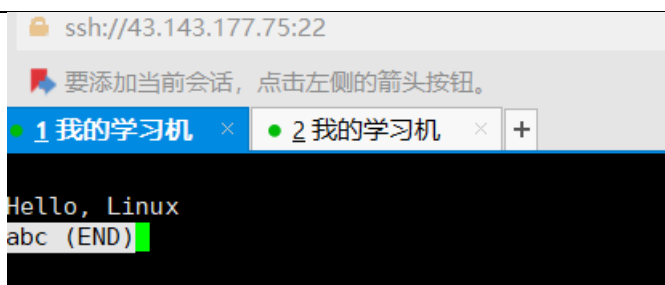 ssh://43.143.177.75:22
要添加当前会话，点击左侧的箭头按钮。
1 我的学习机 × 2 我的学习机 × +
Hello, Linux
abc (END)